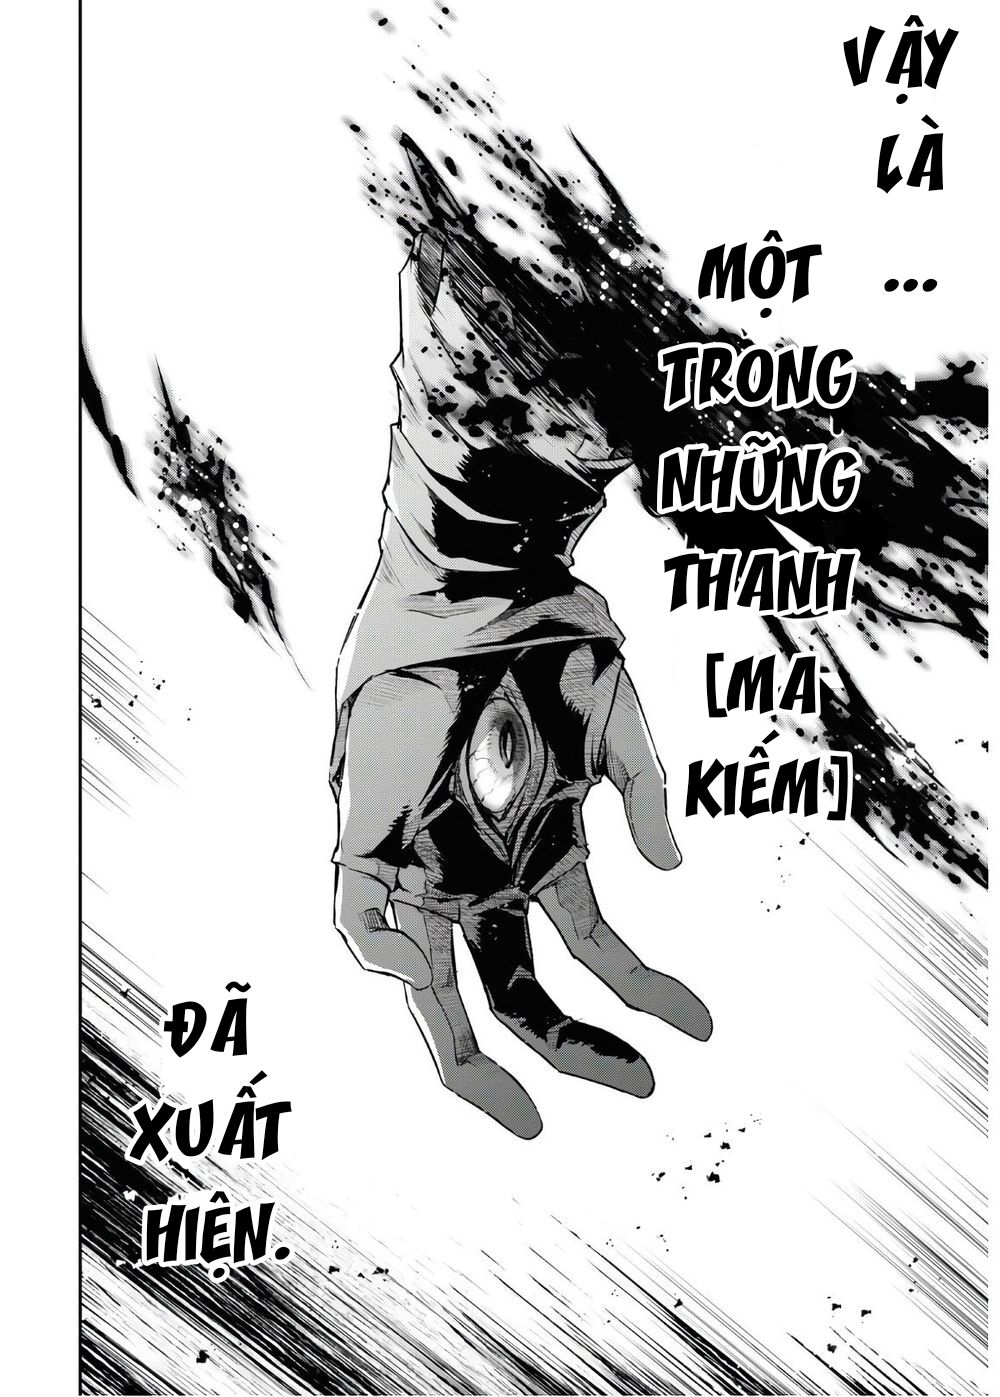 VẬY
LÀ
...
MỘT
TRONG
NHỮNG
THANH
[MA
KIẾM]
ĐÃ
XUẤT
HIỆN.